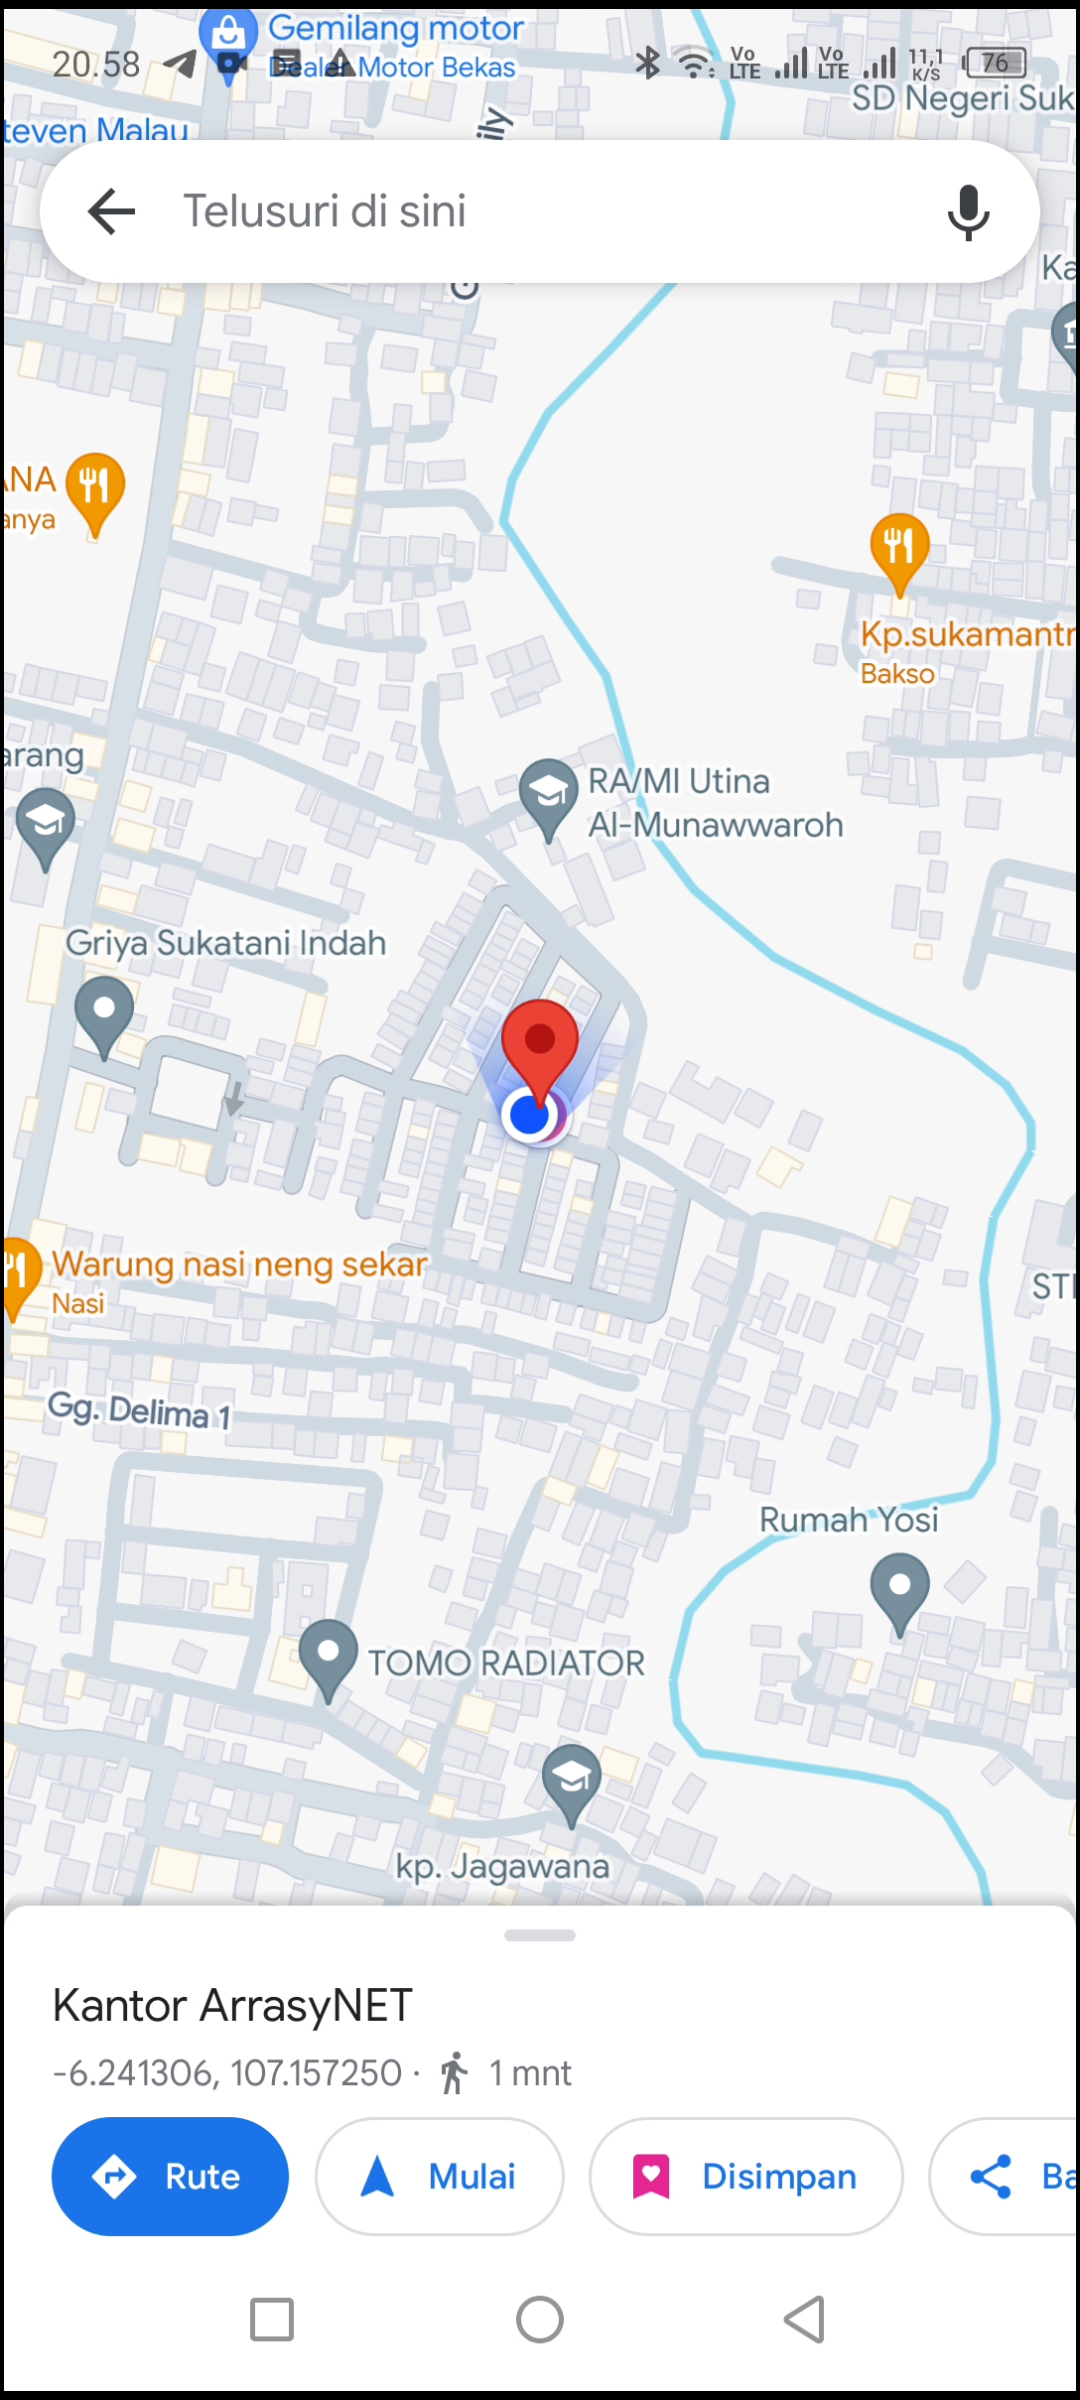 Gemilang motor
20.58
Dealer Motor Bekas
Vo LTE
Vo LTE
11,1 K/S
76
SD Negeri Suk
teven Malau
ily
Telusuri di sini
Ka
ANA
anya
Kp.sukamantr
Bakso
arang
RA/MI Utina
Al-Munawwaroh
Griya Sukatani Indah
Warung nasi neng sekar
Nasi
STI
Gg. Delima 1
Rumah Yosi
TOMO RADIATOR
kp. Jagawana
Kantor ArrasyNET
-6.241306, 107.157250 · 1 mnt
Rute
Mulai
Disimpan
Ba